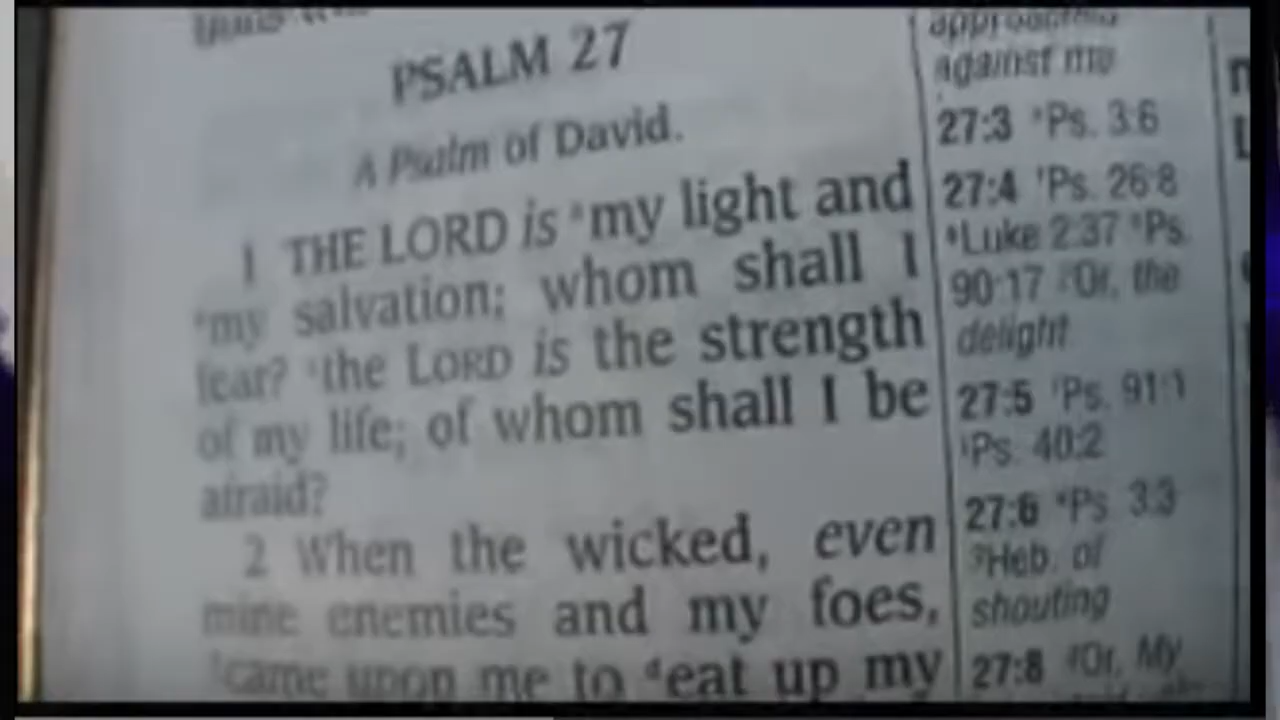 PSALM 27
A Psalm of David.
1 THE LORD is ᵃmy light and
ᵇmy salvation; whom shall I
fear? ᶜthe LORD is the strength
of my life; of whom shall I be
afraid?
2 When the wicked, even
mine enemies and my foes,
came upon me to ᵈeat up my
against me
27:3 Ps. 3:6
27:4 Ps. 26:8
Luke 2:37 Ps.
90:17 Or, the
delight
27:5 Ps. 91:1
Ps. 40:2
27:6 Ps. 3:3
Heb. of
shouting
27:8 Or, My